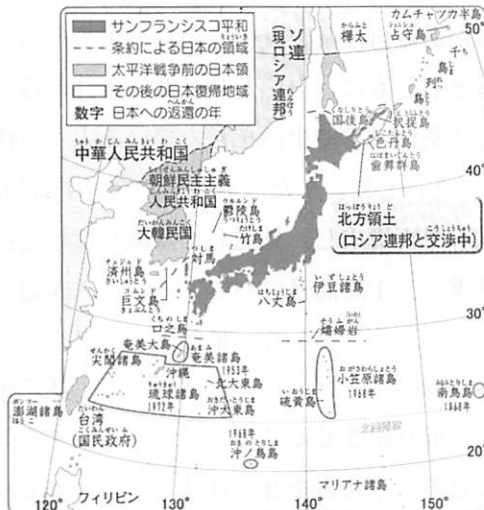 サンフランシスコ平和
条約による日本の領域
太平洋戦争前の日本領
その後の日本復帰地域
数字 日本への返還の年
ソ連
(現ロシア連邦)
樺太
占守島
カムチャツカ半島
千島列島
50°
中華人民共和国
朝鮮民主主義
人民共和国
大韓民国
鬱陵島
竹島
対馬
済州島
巨文島
国後島
択捉島
色丹島
歯舞群島
40°
北方領土
(ロシア連邦と交渉中)
伊豆諸島
八丈島
口之島
孀婦岩
30°
奄美大島
奄美諸島
1953年
尖閣諸島
沖縄
北大東島
琉球諸島
1972年
沖大東島
小笠原諸島
1968年
硫黄島
南鳥島
1968年
北回帰線
澎湖諸島
台湾
(国民政府)
1968年
沖ノ鳥島
20°
フィリピン
マリアナ諸島
120°
130°
140°
150°